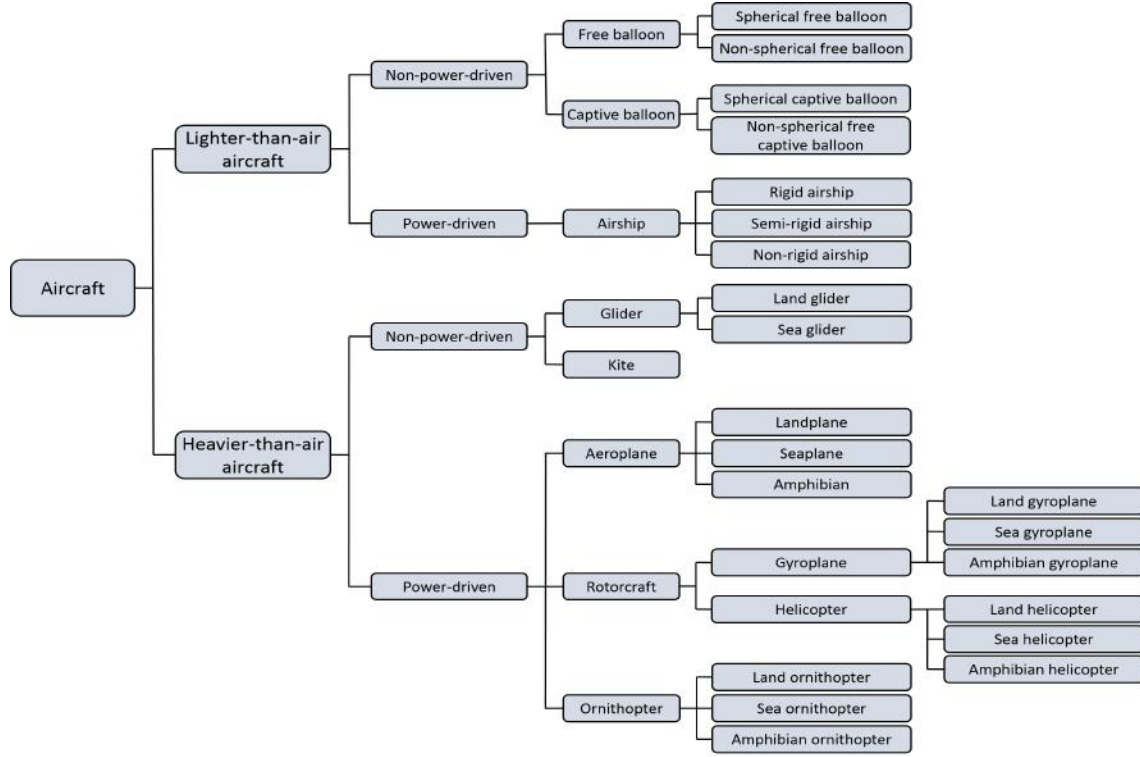 Spherical free balloon
Free balloon
Non-spherical free balloon
Non-power-driven
Spherical captive balloon
Captive balloon
Non-spherical free
captive balloon
Lighter-than-air
aircraft
Rigid airship
Power-driven
Airship
Semi-rigid airship
Non-rigid airship
Aircraft
Land glider
Glider
Non-power-driven
Sea glider
Kite
Heavier-than-air
aircraft
Landplane
Aeroplane
Seaplane
Amphibian
Land gyroplane
Sea gyroplane
Power-driven
Rotorcraft
Gyroplane
Amphibian gyroplane
Helicopter
Land helicopter
Sea helicopter
Amphibian helicopter
Land ornithopter
Ornithopter
Sea ornithopter
Amphibian ornithopter